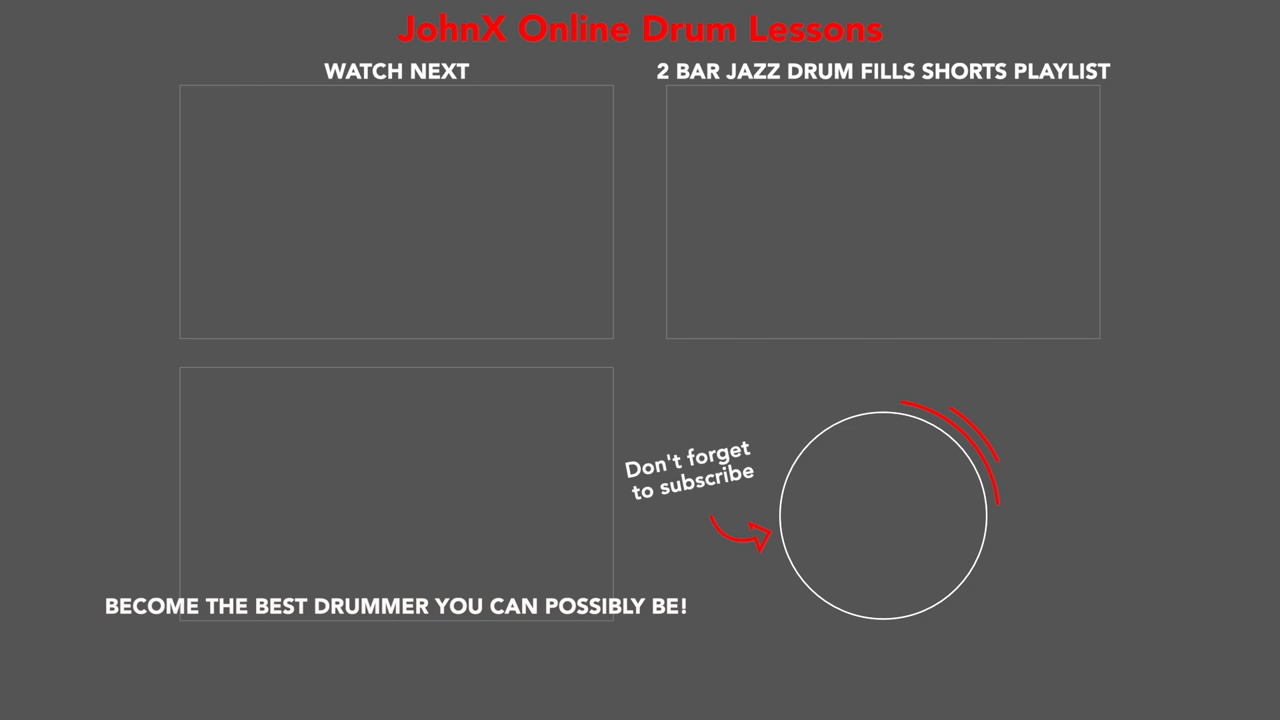 JohnX Online Drum Lessons
WATCH NEXT
2 BAR JAZZ DRUM FILLS SHORTS PLAYLIST
Don't forget
to subscribe
BECOME THE BEST DRUMMER YOU CAN POSSIBLY BE!